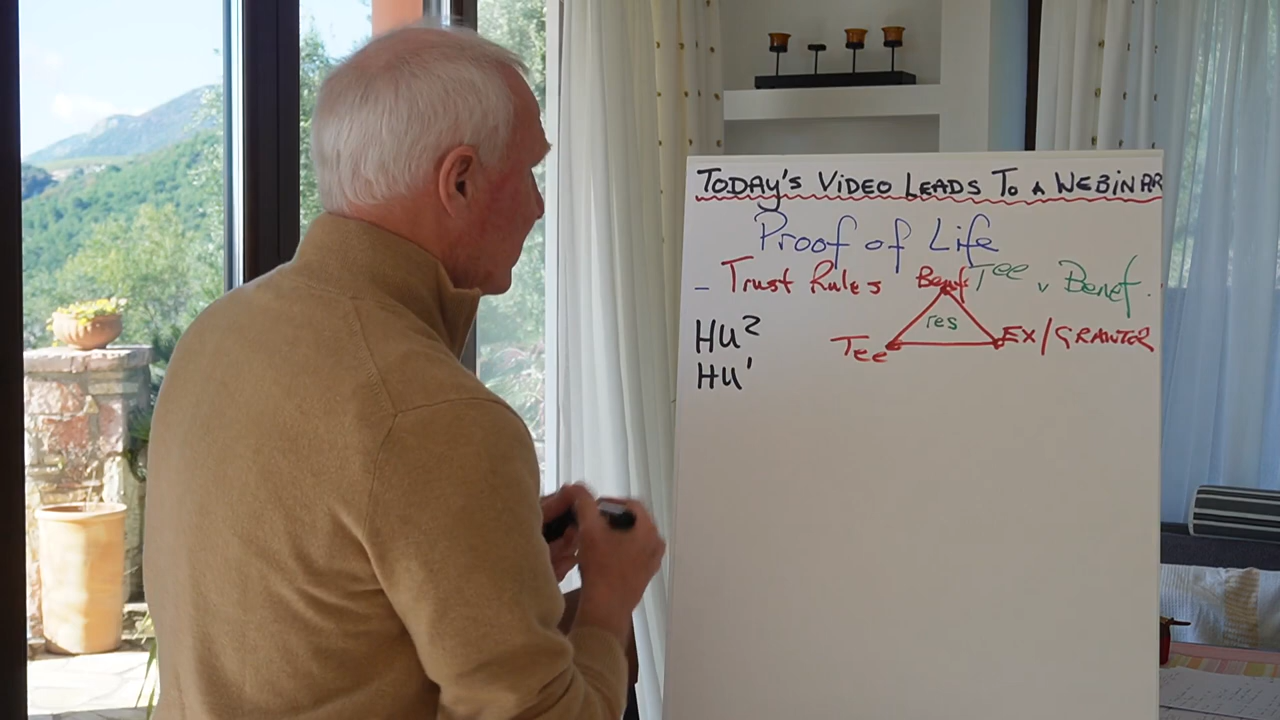 TODAY'S VIDEO LEADS TO A WEBINAR
Proof of Life
- Trust Rules Benef Tee v Benef.
res
Hu² Tee EX/GRANTOR
Hu'